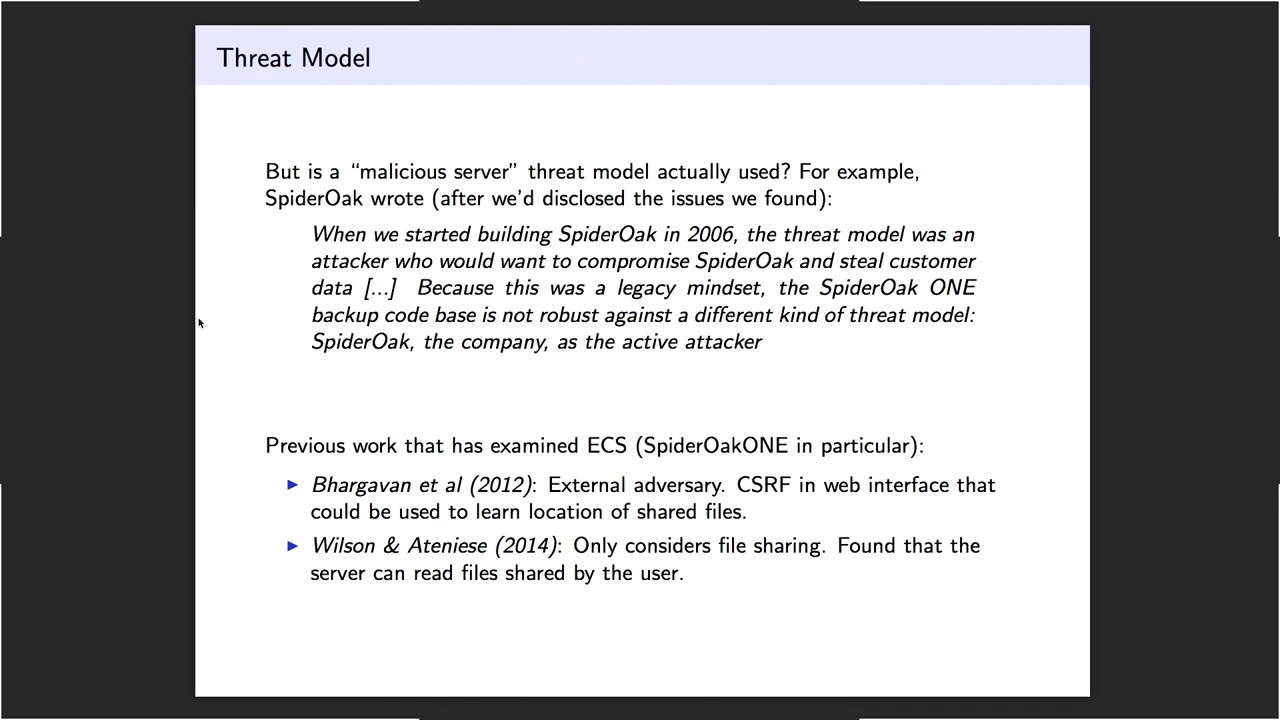 Threat Model
But is a “malicious server” threat model actually used? For example,
SpiderOak wrote (after we’d disclosed the issues we found):
When we started building SpiderOak in 2006, the threat model was an
attacker who would want to compromise SpiderOak and steal customer
data [...] Because this was a legacy mindset, the SpiderOak ONE
backup code base is not robust against a different kind of threat model:
SpiderOak, the company, as the active attacker
Previous work that has examined ECS (SpiderOakONE in particular):
▶ Bhargavan et al (2012): External adversary. CSRF in web interface that
could be used to learn location of shared files.
▶ Wilson & Ateniese (2014): Only considers file sharing. Found that the
server can read files shared by the user.